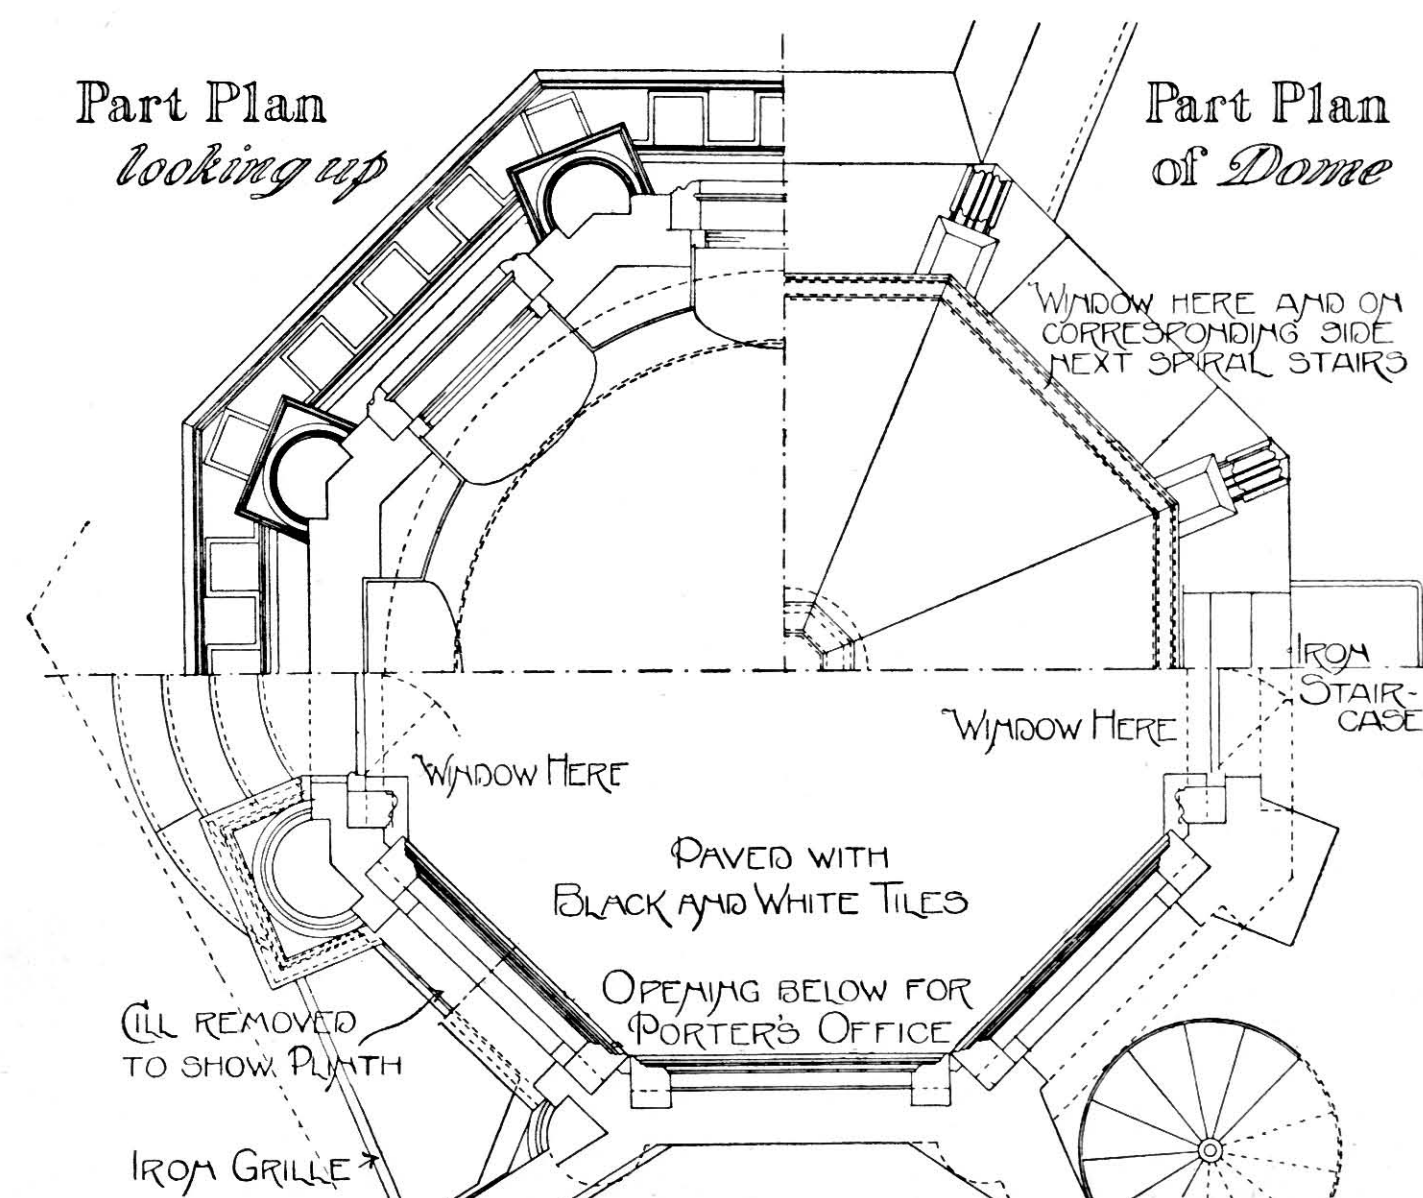 Part Plan
looking up
Part Plan
of Dome
WINDOW HERE AND ON
CORRESPONDING SIDE
NEXT SPIRAL STAIRS
IRON
STAIR-
CASE
WINDOW HERE
WINDOW HERE
PAVED WITH
BLACK AND WHITE TILES
OPENING BELOW FOR
PORTER'S OFFICE
CILL REMOVED
TO SHOW PLINTH
IRON GRILLE